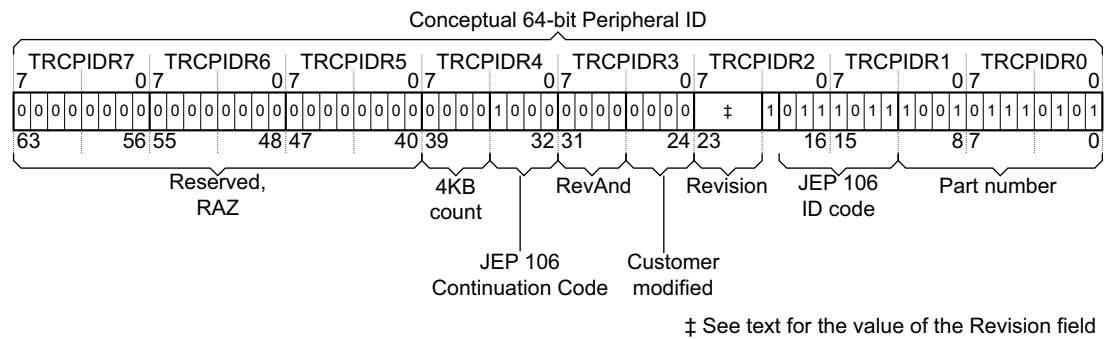 Conceptual 64-bit Peripheral ID
TRCPIDR7 TRCPIDR6 TRCPIDR5 TRCPIDR4 TRCPIDR3 TRCPIDR2 TRCPIDR1 TRCPIDR0
7 0 7 0 7 0 7 0 7 0 7 0 7 0 7 0
0 0 0 0 0 0 0 0 0 0 0 0 0 0 0 0 0 0 0 0 0 0 0 0 0 0 0 0 1 0 0 0 0 0 0 0 0 0 0 0 ‡ 1 0 1 1 1 0 1 1 1 0 0 1 0 1 1 1 0 1 0 1
63 56 55 48 47 40 39 32 31 24 23 16 15 8 7 0
Reserved,
RAZ
4KB
count
RevAnd
Revision
JEP 106
ID code
Part number
JEP 106
Continuation Code
Customer
modified
‡ See text for the value of the Revision field